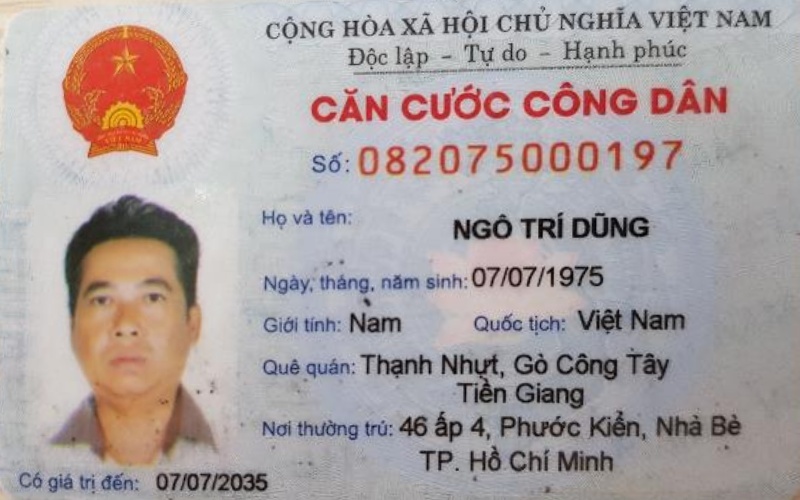 CỘNG HÒA XÃ HỘI CHỦ NGHĨA VIỆT NAM
Độc lập - Tự do - Hạnh phúc
CĂN CƯỚC CÔNG DÂN
Số: 082075000197
Họ và tên: NGÔ TRÍ DŨNG
Ngày, tháng, năm sinh: 07/07/1975
Giới tính: Nam Quốc tịch: Việt Nam
Quê quán: Thạnh Nhựt, Gò Công Tây
Tiền Giang
Nơi thường trú: 46 ấp 4, Phước Kiển, Nhà Bè
TP. Hồ Chí Minh
Có giá trị đến: 07/07/2035